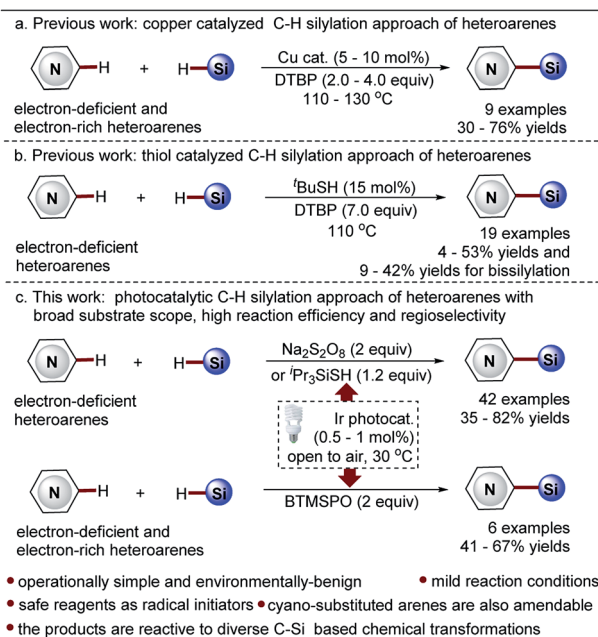 a. Previous work: copper catalyzed C-H silylation approach of heteroarenes
N H + H Si Cu cat. (5 - 10 mol%) N Si
DTBP (2.0 - 4.0 equiv)
110 - 130 °C
electron-deficient and
electron-rich heteroarenes
9 examples
30 - 76% yields
b. Previous work: thiol catalyzed C-H silylation approach of heteroarenes
N H + H Si ᵗBuSH (15 mol%) N Si
DTBP (7.0 equiv)
110 °C
electron-deficient
heteroarenes
19 examples
4 - 53% yields and
9 - 42% yields for bissilylation
c. This work: photocatalytic C-H silylation approach of heteroarenes with
broad substrate scope, high reaction efficiency and regioselectivity
N H + H Si Na₂S₂O₈ (2 equiv) N Si
or ⁱPr₃SiSH (1.2 equiv)
electron-deficient
heteroarenes
42 examples
35 - 82% yields
Ir photocat.
(0.5 - 1 mol%)
open to air, 30 °C
N H + H Si BTMSPO (2 equiv) N Si
electron-deficient and
electron-rich heteroarenes
6 examples
41 - 67% yields
• operationally simple and environmentally-benign • mild reaction conditions
• safe reagents as radical initiators • cyano-substituted arenes are also amendable
• the products are reactive to diverse C-Si based chemical transformations